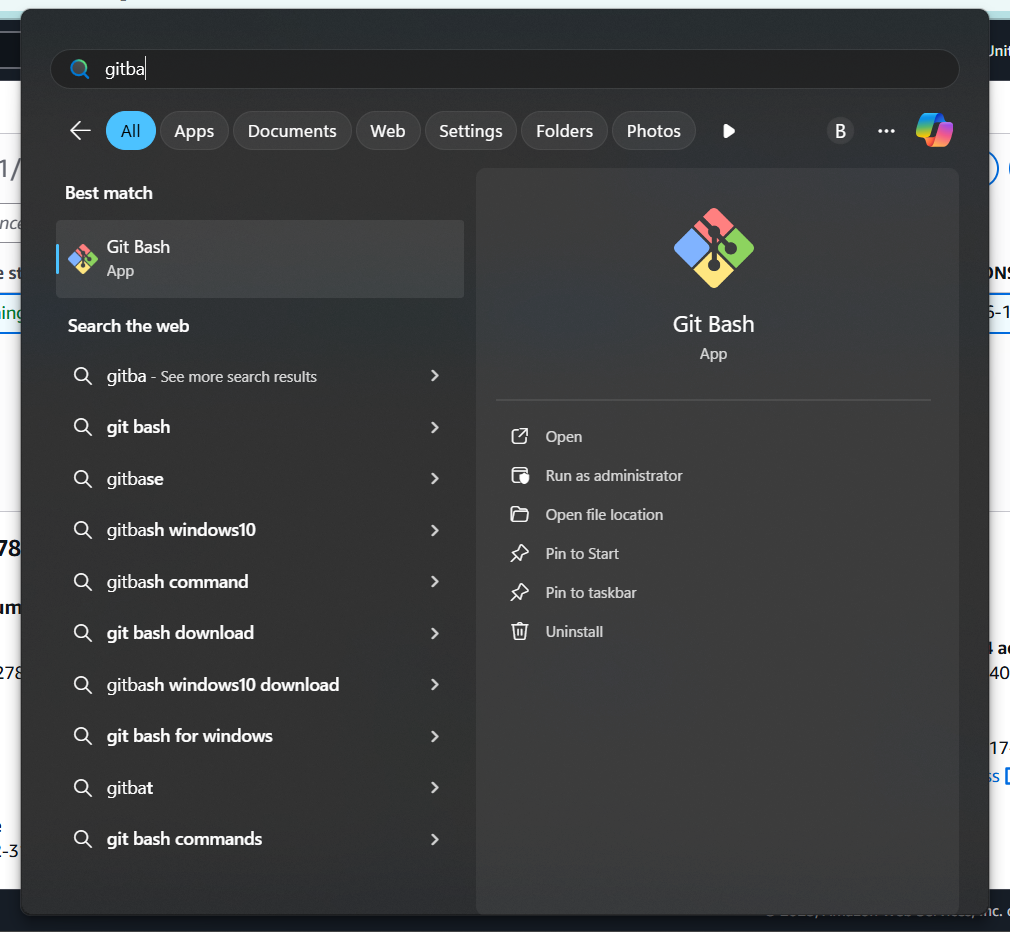 gitba
All Apps Documents Web Settings Folders Photos B
Best match
Git Bash
App
Search the web
gitba - See more search results
git bash
gitbase
gitbash windows10
gitbash command
git bash download
gitbash windows10 download
git bash for windows
gitbat
git bash commands
Git Bash
App
Open
Run as administrator
Open file location
Pin to Start
Pin to taskbar
Uninstall